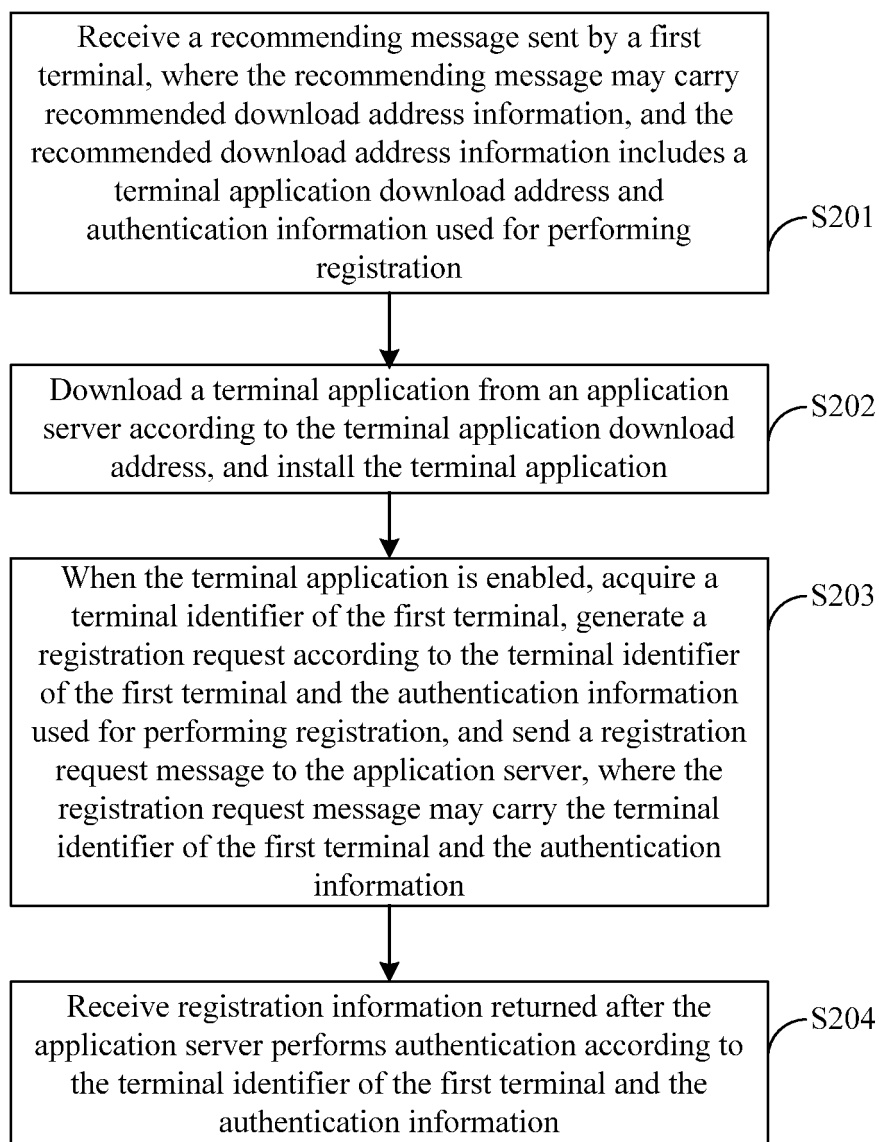 Receive a recommending message sent by a first
terminal, where the recommending message may carry
recommended download address information, and the
recommended download address information includes a
terminal application download address and
authentication information used for performing
registration
S201
Download a terminal application from an application
server according to the terminal application download
address, and install the terminal application
S202
When the terminal application is enabled, acquire a
terminal identifier of the first terminal, generate a
registration request according to the terminal identifier
of the first terminal and the authentication information
used for performing registration, and send a registration
request message to the application server, where the
registration request message may carry the terminal
identifier of the first terminal and the authentication
information
S203
Receive registration information returned after the
application server performs authentication according to
the terminal identifier of the first terminal and the
authentication information
S204